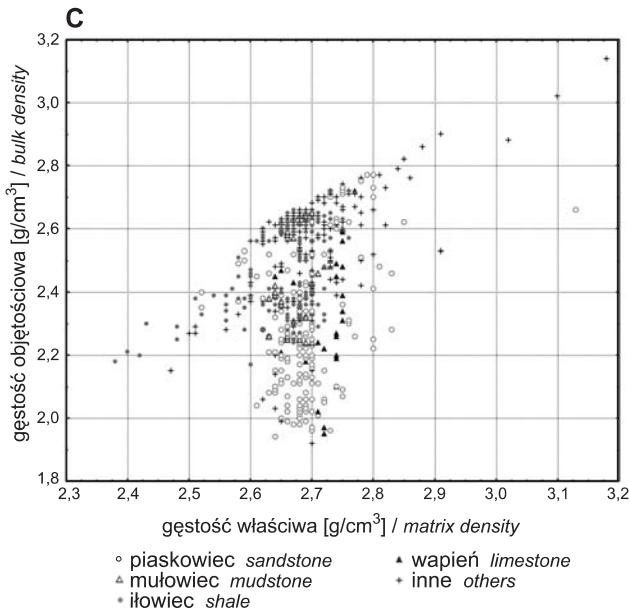 C
3,2
3,0
2,8
2,6
2,4
2,2
2,0
1,8
gęstość objętościowa [g/cm³] / bulk density
2,3 2,4 2,5 2,6 2,7 2,8 2,9 3,0 3,1 3,2
gęstość właściwa [g/cm³] / matrix density
piaskowiec sandstone
mułowiec mudstone
iłowiec shale
wapień limestone
inne others